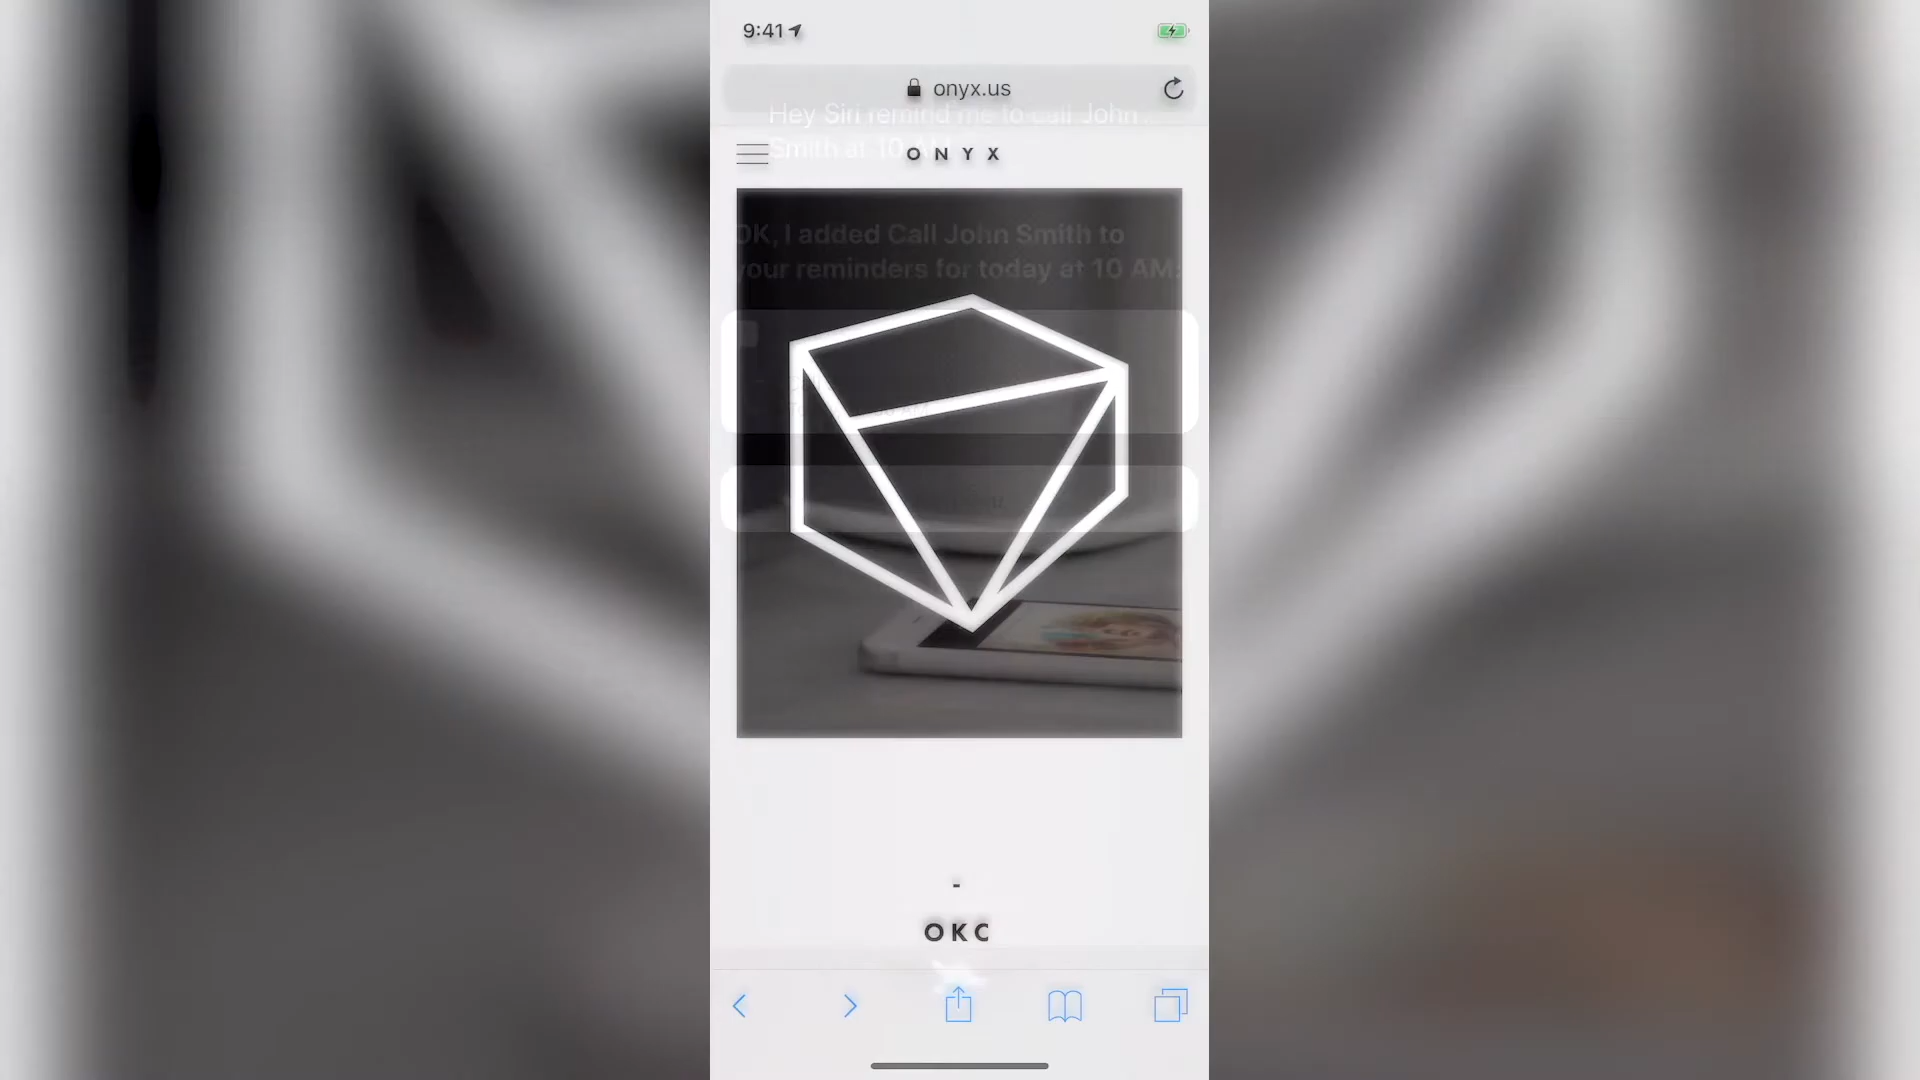 9:41
onyx.us
Hey Siri remind me to call John
Smith at 10 AM
ONYX
OK, I added Call John Smith to
your reminders for today at 10 AM:
-
OKC